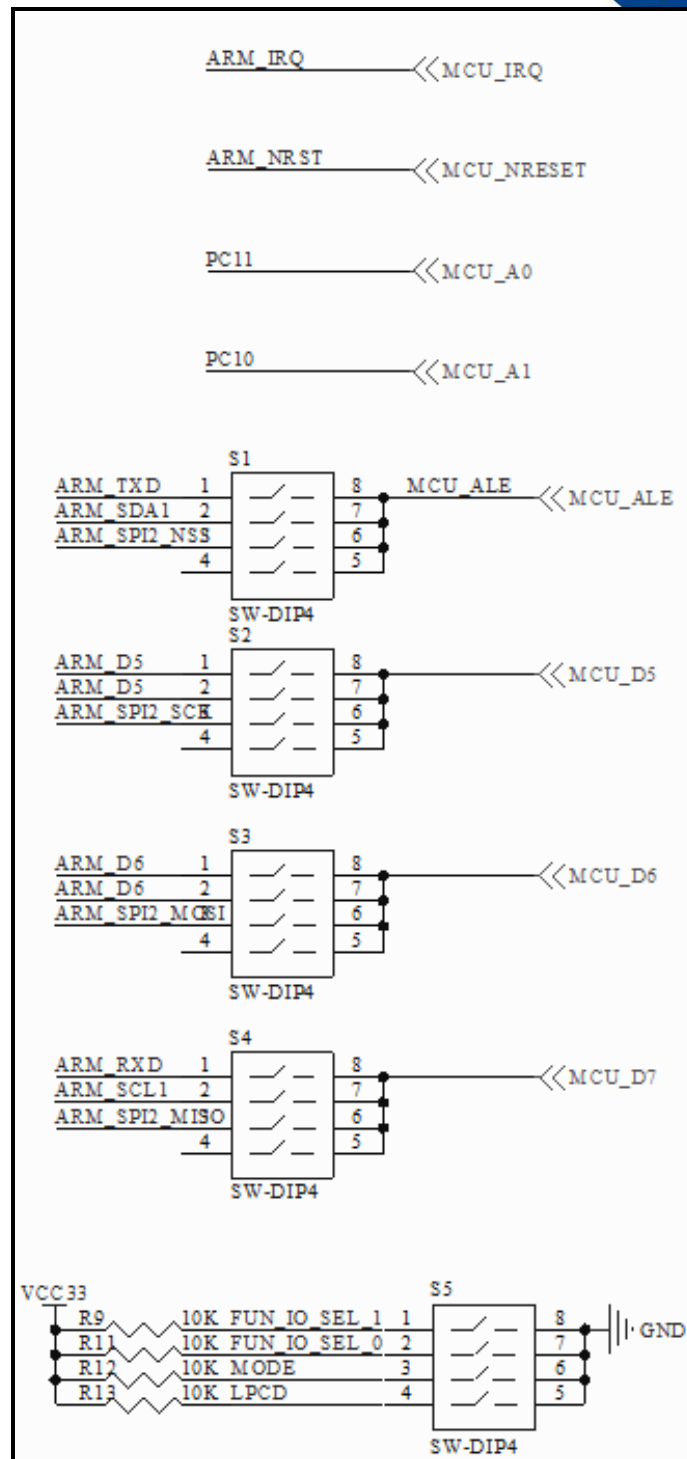 ARM_IRQ MCU_IRQ
ARM_NRST MCU_NRESET
PC11 MCU_A0
PC10 MCU_A1
S1
ARM_TXD 1 8 MCU_ALE MCU_ALE
ARM_SDA1 2 7
ARM_SPI2_NSS 6
4 5
SW-DIP4
S2
ARM_D5 1 8 MCU_D5
ARM_D5 2 7
ARM_SPI2_SCK 6
4 5
SW-DIP4
S3
ARM_D6 1 8 MCU_D6
ARM_D6 2 7
ARM_SPI2_MOSI 6
4 5
SW-DIP4
S4
ARM_RXD 1 8 MCU_D7
ARM_SCL1 2 7
ARM_SPI2_MISO 6
4 5
SW-DIP4
VCC33 S5
R9 10K FUN_IO_SEL_1 1 8 GND
R11 10K FUN_IO_SEL_0 2 7
R12 10K MODE 3 6
R13 10K LPCD 4 5
SW-DIP4